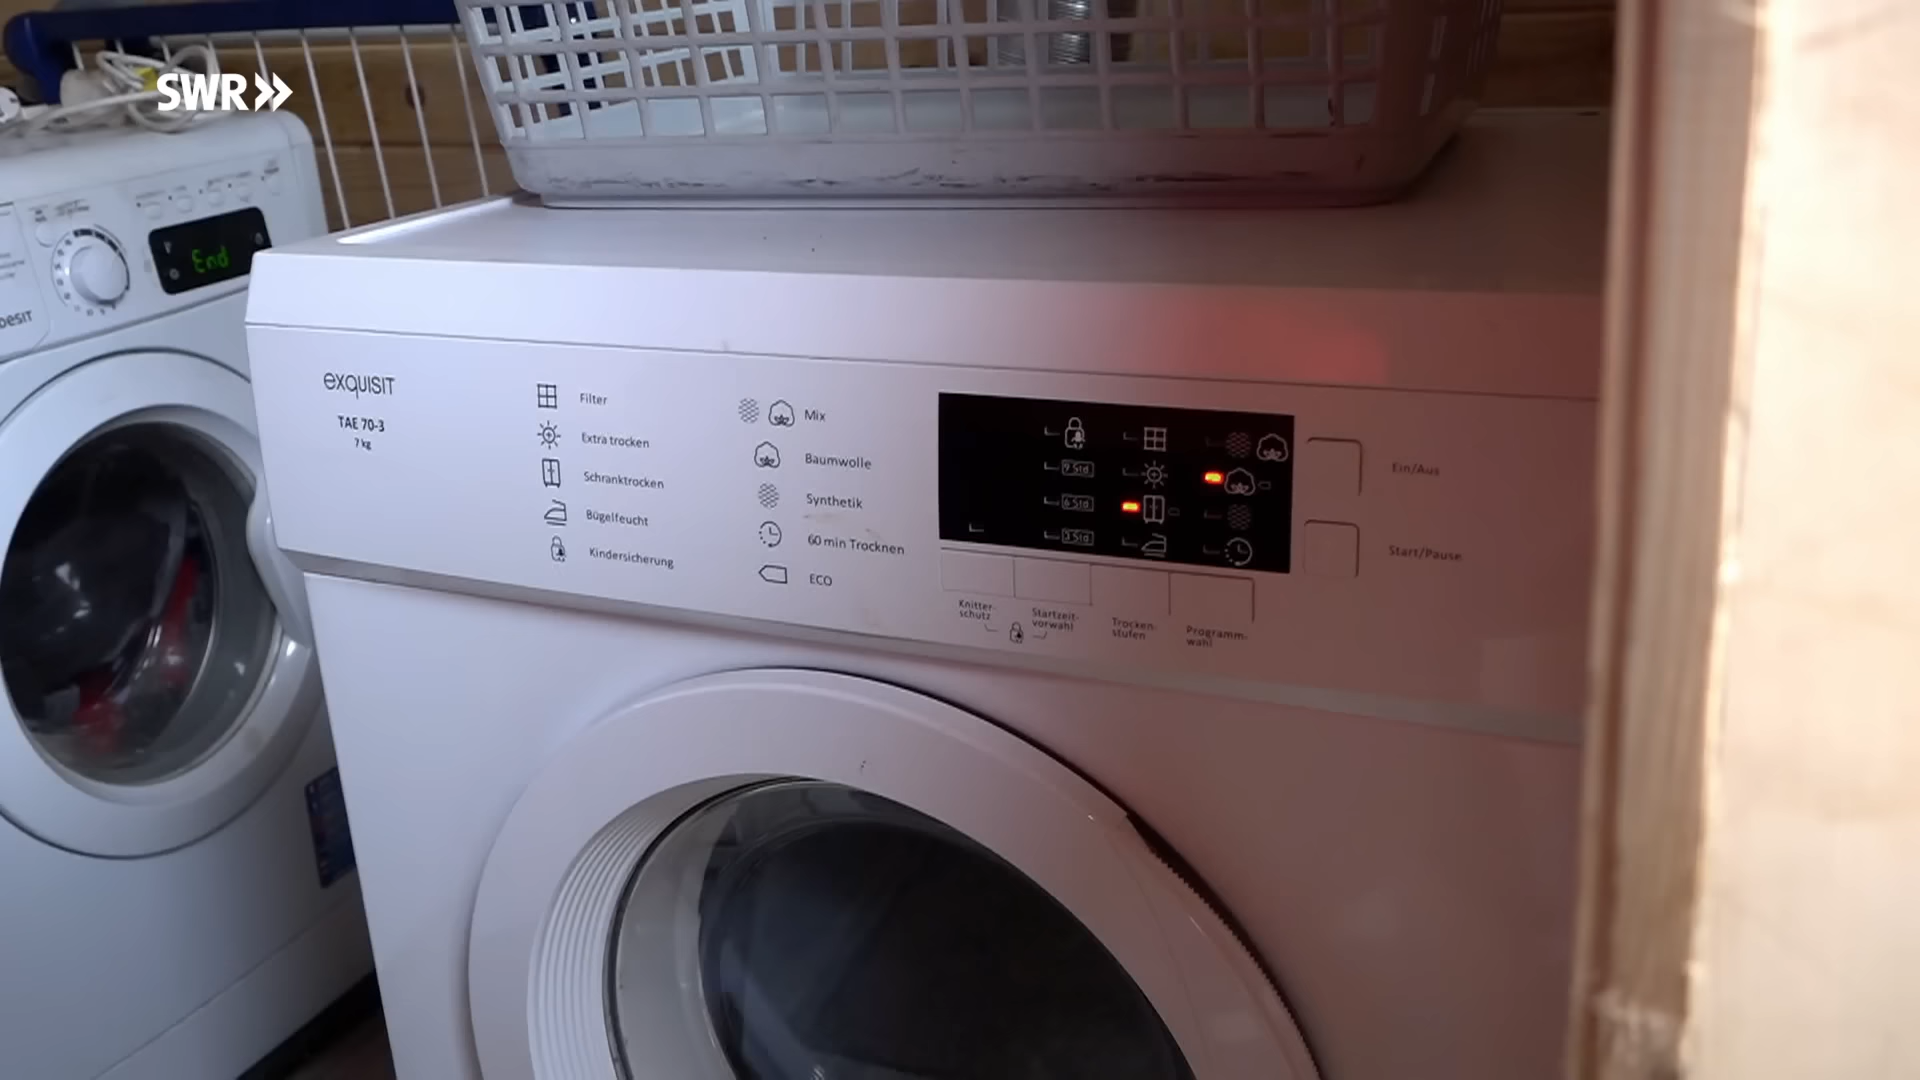 SWR
End
exquisit
TAE 70-3
7 kg
Filter
Extra trocken
Schranktrocken
Bügelfeucht
Kindersicherung
Mix
Baumwolle
Synthetik
60 min Trocknen
ECO
9 Std
6 Std
3 Std
Ein/Aus
Start/Pause
Knitter-
schutz
Startzeit-
vorwahl
Trocken-
stufen
Programm-
wahl